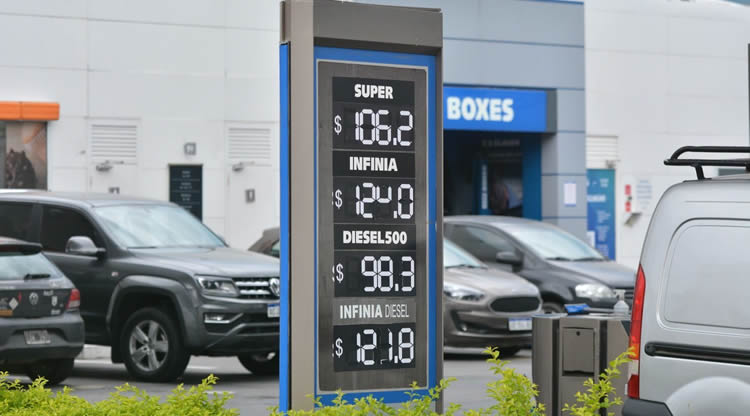 SUPER
$ 106.2
INFINIA
$ 124.0
DIESEL500
$ 98.3
INFINIA DIESEL
$ 121.8
BOXES